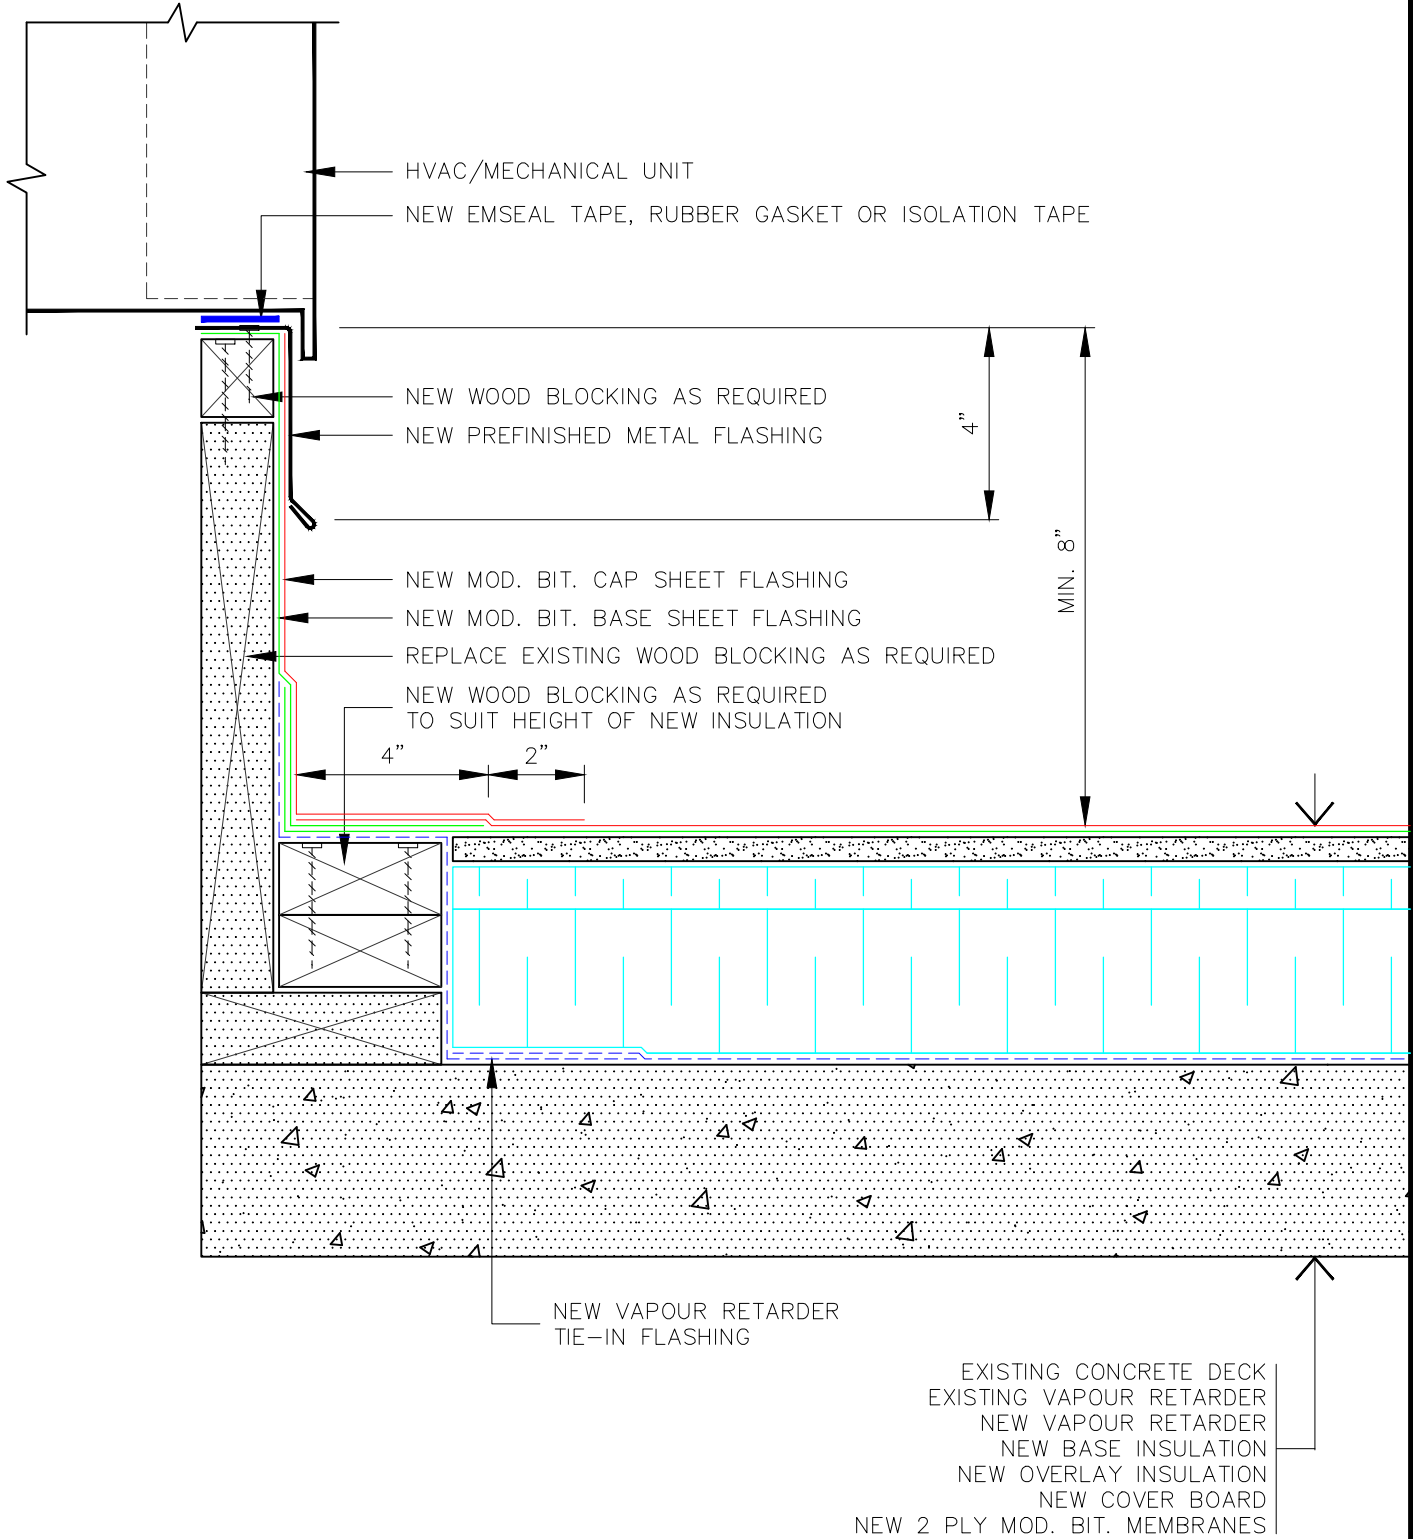 HVAC/MECHANICAL UNIT
NEW EMSEAL TAPE, RUBBER GASKET OR ISOLATION TAPE
NEW WOOD BLOCKING AS REQUIRED
NEW PREFINISHED METAL FLASHING
4"
MIN. 8"
NEW MOD. BIT. CAP SHEET FLASHING
NEW MOD. BIT. BASE SHEET FLASHING
REPLACE EXISTING WOOD BLOCKING AS REQUIRED
NEW WOOD BLOCKING AS REQUIRED
TO SUIT HEIGHT OF NEW INSULATION
4"
2"
NEW VAPOUR RETARDER
TIE-IN FLASHING
EXISTING CONCRETE DECK
EXISTING VAPOUR RETARDER
NEW VAPOUR RETARDER
NEW BASE INSULATION
NEW OVERLAY INSULATION
NEW COVER BOARD
NEW 2 PLY MOD. BIT. MEMBRANES